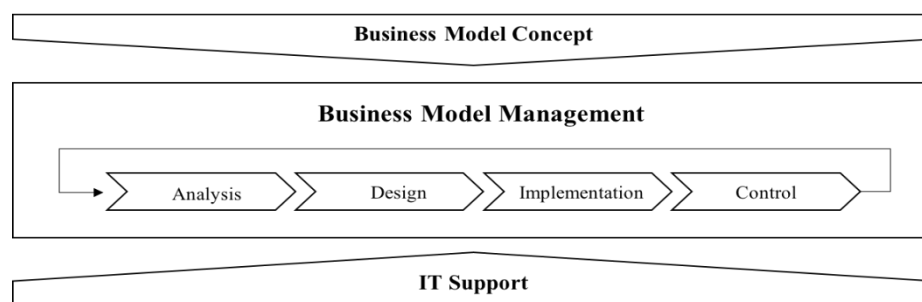 Business Model Concept
Business Model Management
Analysis
Design
Implementation
Control
IT Support